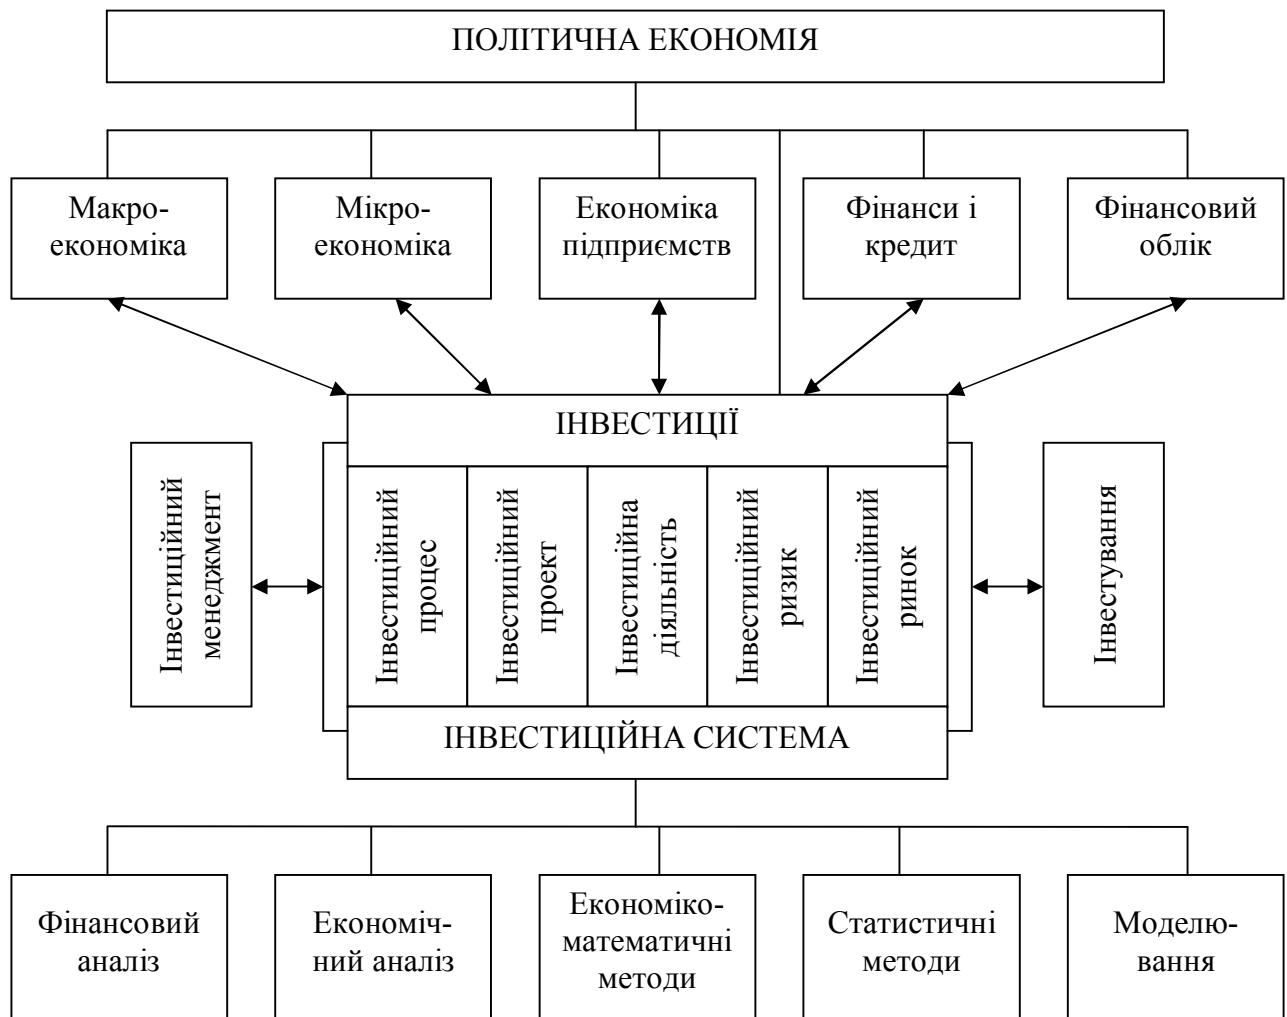 ПОЛІТИЧНА ЕКОНОМІЯ
Макро-
економіка
Мікро-
економіка
Економіка
підприємств
Фінанси і
кредит
Фінансовий
облік
ІНВЕСТИЦІЇ
Інвестиційний
менеджмент
Інвестиційний
процес
Інвестиційний
проект
Інвестиційна
діяльність
Інвестиційний
ризик
Інвестиційний
ринок
Інвестування
ІНВЕСТИЦІЙНА СИСТЕМА
Фінансовий
аналіз
Економіч-
ний аналіз
Економіко-
математичні
методи
Статистичні
методи
Моделю-
вання